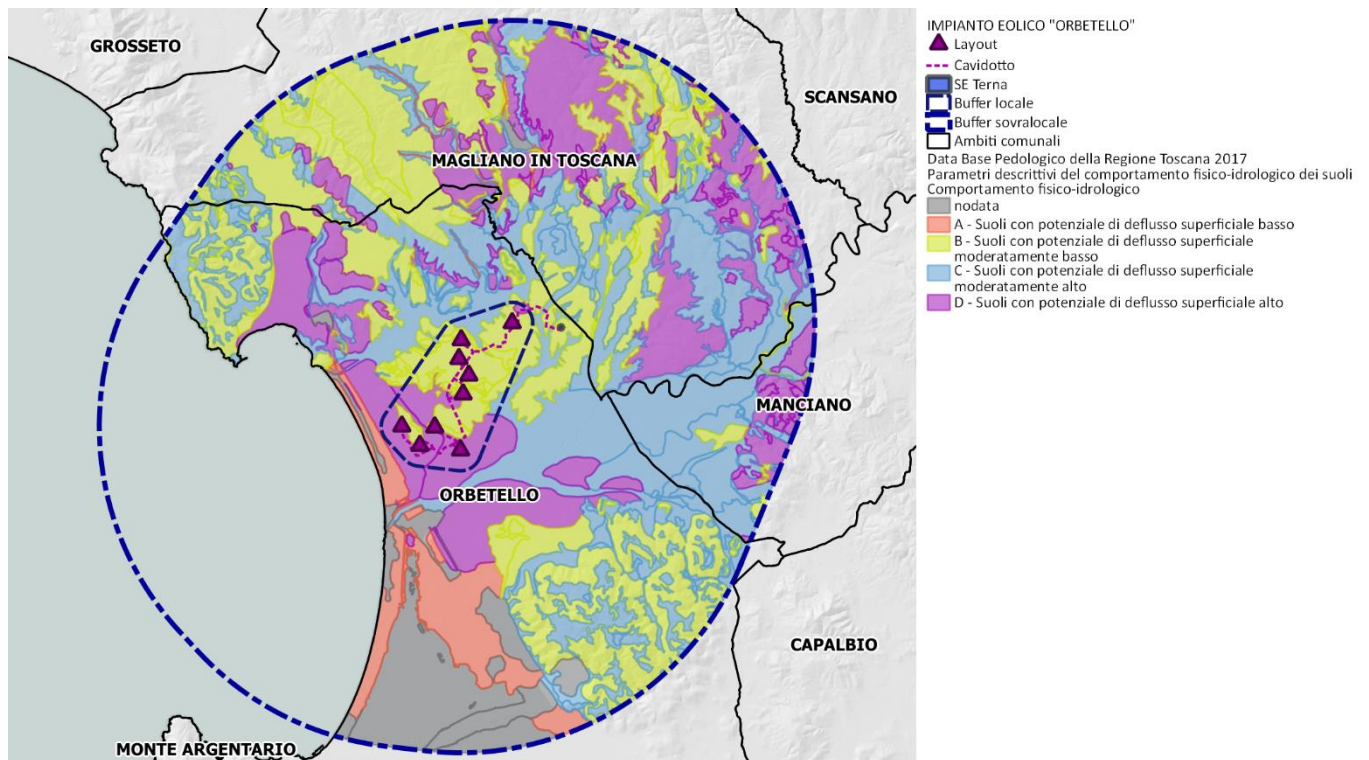 GROSSETO
SCANSANO
MAGLIANO IN TOSCANA
MANCIANO
ORBETELLO
CAPALBIO
MONTE ARGENTARIO
IMPIANTO EOLICO "ORBETELLO"
Layout
Cavidotto
SE Terna
Buffer locale
Buffer sovralocale
Ambiti comunali
Data Base Pedologico della Regione Toscana 2017
Parametri descrittivi del comportamento fisico-idrologico dei suoli
Comportamento fisico-idrologico
nodata
A - Suoli con potenziale di deflusso superficiale basso
B - Suoli con potenziale di deflusso superficiale
moderatamente basso
C - Suoli con potenziale di deflusso superficiale
moderatamente alto
D - Suoli con potenziale di deflusso superficiale alto